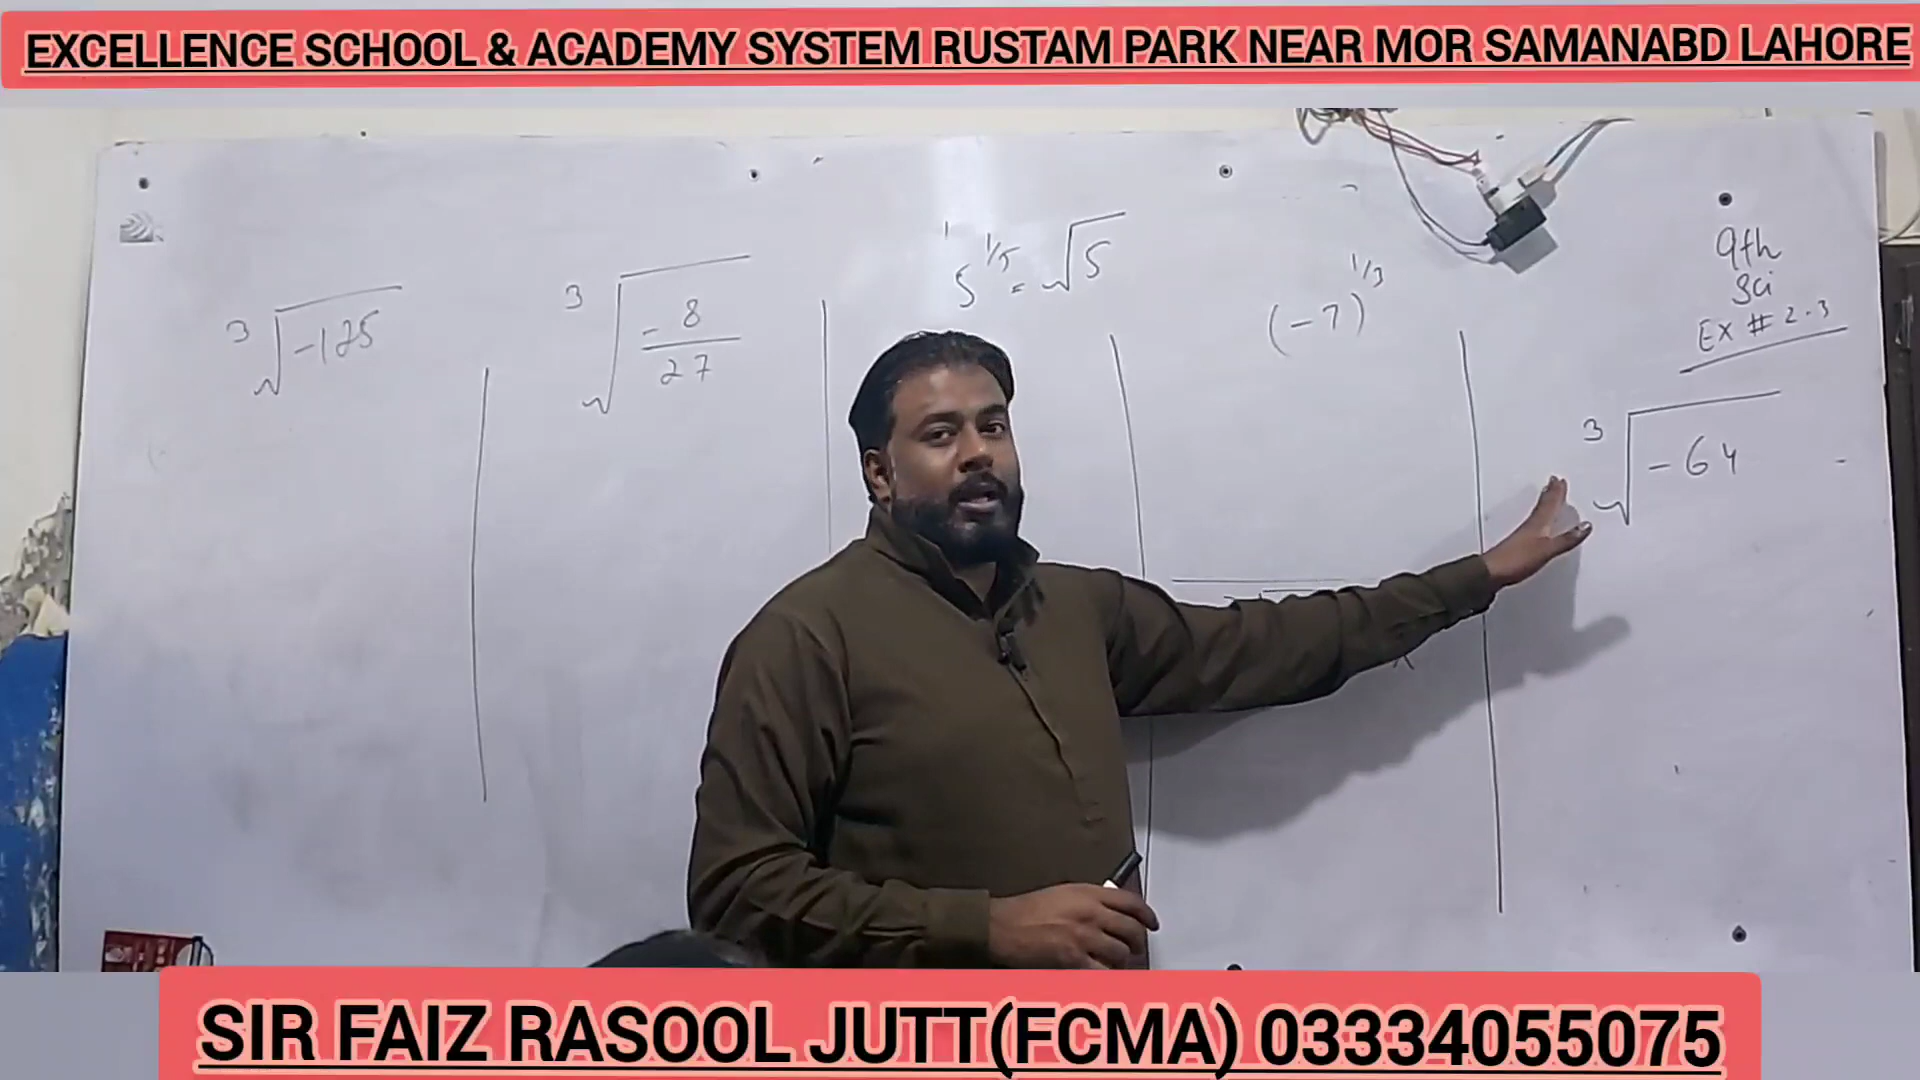 EXCELLENCE SCHOOL & ACADEMY SYSTEM RUSTAM PARK NEAR MOR SAMANABD LAHORE
9th
Sci
EX # 2.3
∛-125
∛-8/27
5^1/5 = √5
(-7)^1/3
∛-64
SIR FAIZ RASOOL JUTT(FCMA) 03334055075